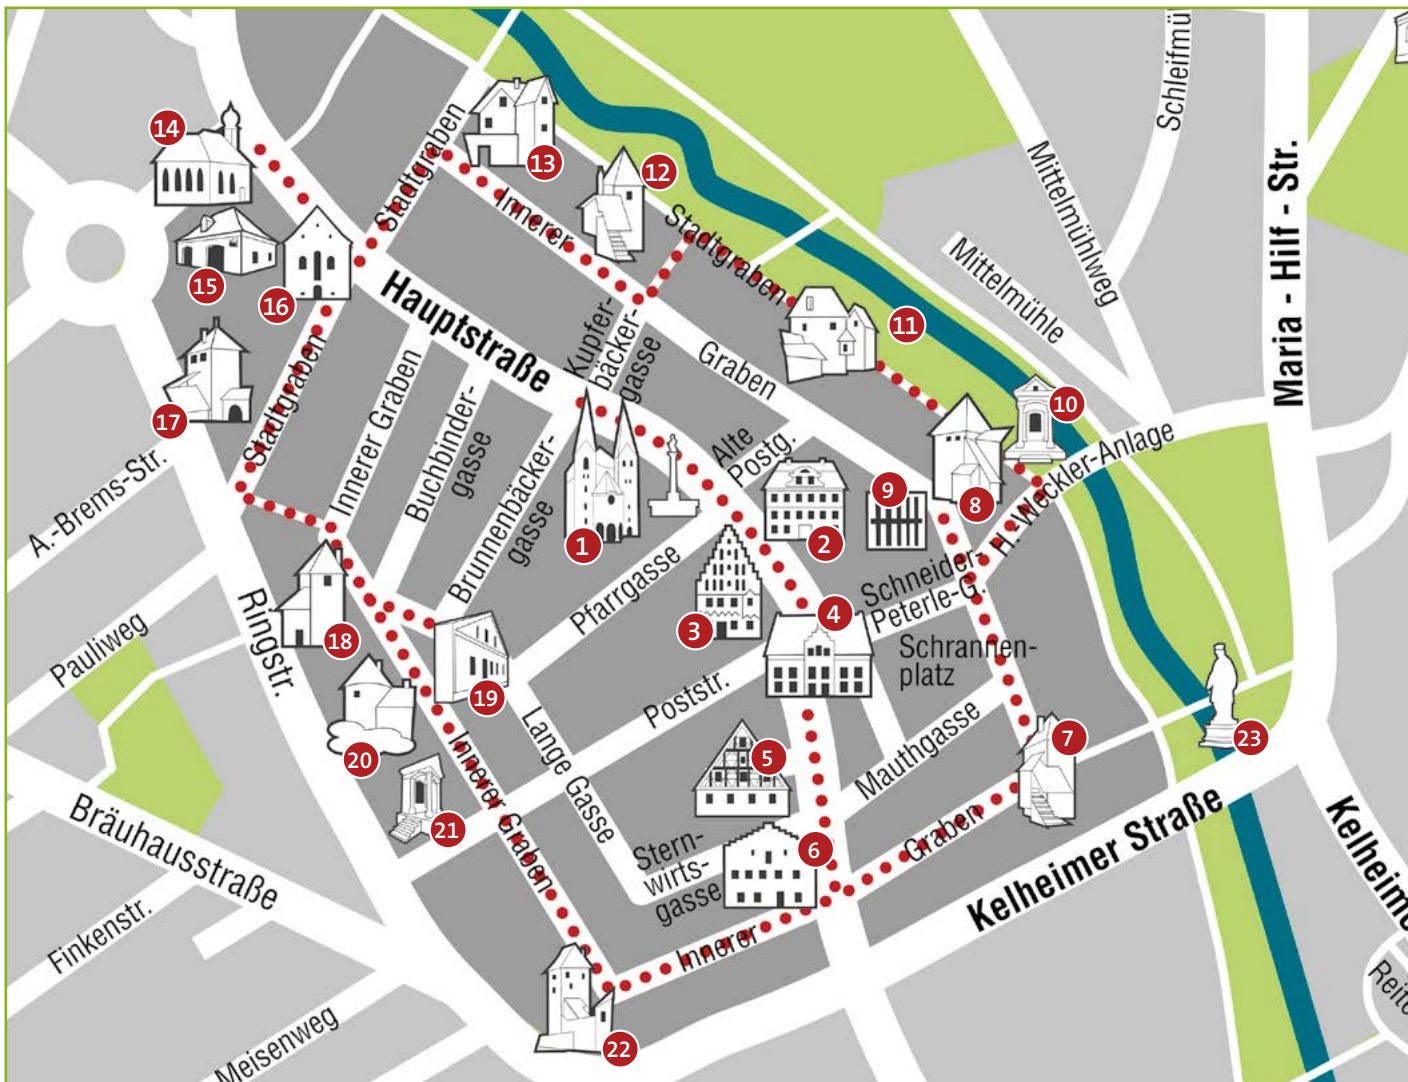 Schleifmü
Mittelmühlweg
Mittelmühle
Maria - Hilf - Str.
14
13
12
Stadtgraben
Innerer
Stadtgraben
15
16
11
Hauptstraße
Kupfer-
bäcker-
gasse
Graben
17
Stadtgraben
Innerer Graben
Buchbinder-
gasse
Brunnenbäcker-
gasse
Alte
Postg.
10
H.-Weckler-Anlage
A.-Brems-Str.
1
2
9
8
Pfarrgasse
3
4
Schneider-
Peterle-G.
Schrannen-
platz
Pauliweg
Ringstr.
18
19
20
21
Poststr.
Lange Gasse
Innerer Graben
5
Mauthgasse
7
23
Stern-
wirts-
gasse
6
Graben
Innerer
Kelheimer Straße
Kelheime
Bräuhausstraße
Finkenstr.
Meisenweg
22
Reite